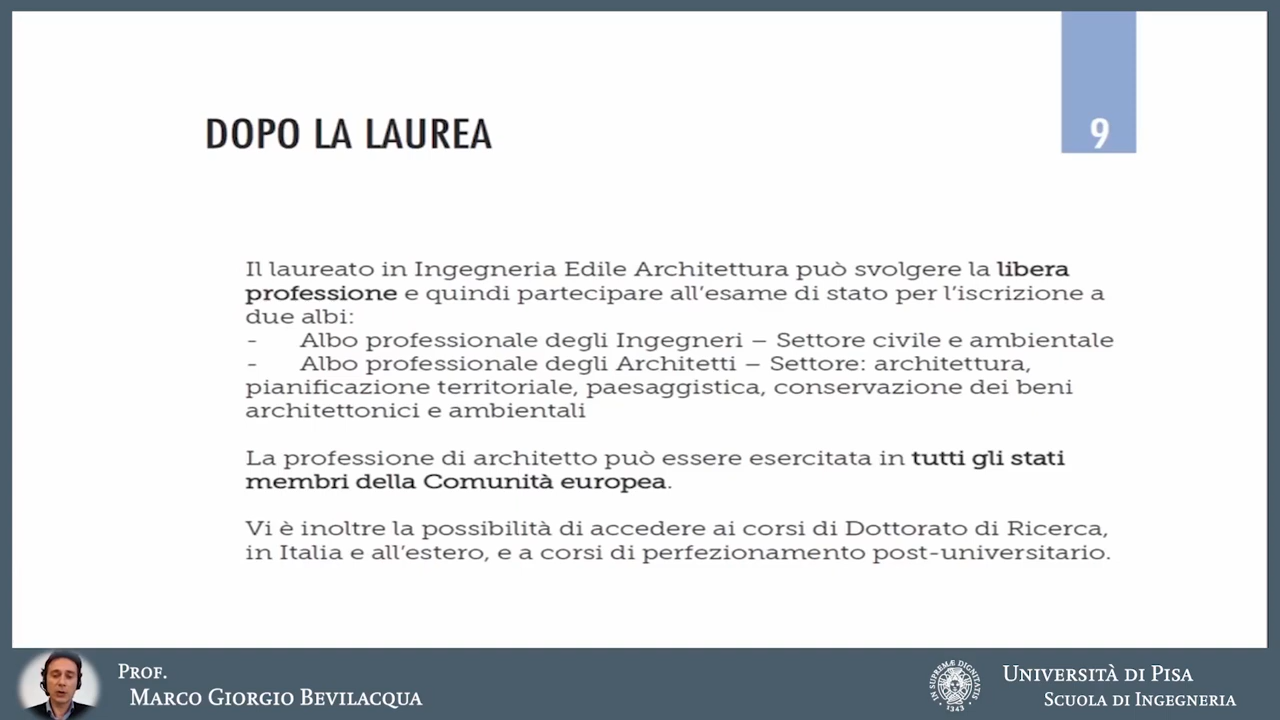 DOPO LA LAUREA
9
Il laureato in Ingegneria Edile Architettura può svolgere la libera
professione e quindi partecipare all'esame di stato per l'iscrizione a
due albi:
- Albo professionale degli Ingegneri – Settore civile e ambientale
- Albo professionale degli Architetti – Settore: architettura,
pianificazione territoriale, paesaggistica, conservazione dei beni
architettonici e ambientali
La professione di architetto può essere esercitata in tutti gli stati
membri della Comunità europea.
Vi è inoltre la possibilità di accedere ai corsi di Dottorato di Ricerca,
in Italia e all'estero, e a corsi di perfezionamento post-universitario.
Prof.
Marco Giorgio Bevilacqua
IN SUPREMÆ DIGNITATIS
1343
Università di Pisa
Scuola di Ingegneria